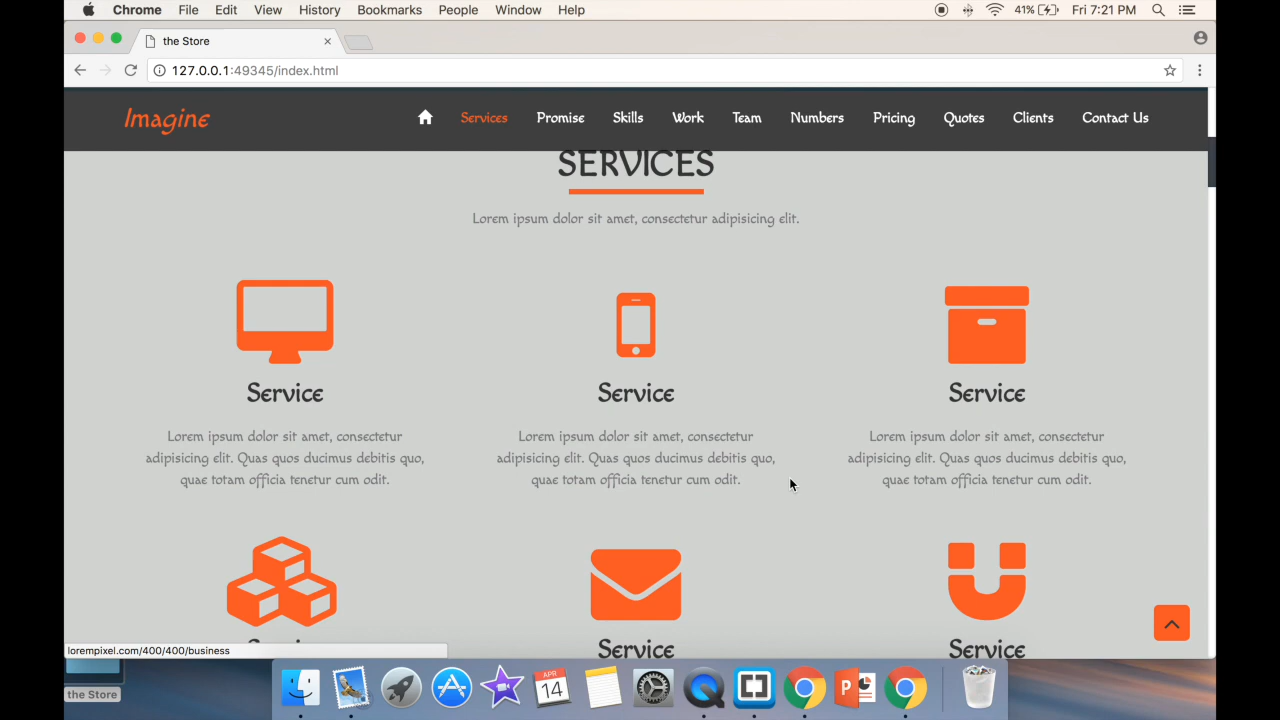 Chrome File Edit View History Bookmarks People Window Help 41% Fri 7:21 PM
the Store
127.0.0.1:49345/index.html
Imagine Services Promise Skills Work Team Numbers Pricing Quotes Clients Contact Us
SERVICES
Lorem ipsum dolor sit amet, consectetur adipisicing elit.
Service
Lorem ipsum dolor sit amet, consectetur
adipisicing elit. Quas quos ducimus debitis quo,
quae totam officia tenetur cum odit.
Service
Lorem ipsum dolor sit amet, consectetur
adipisicing elit. Quas quos ducimus debitis quo,
quae totam officia tenetur cum odit.
Service
Lorem ipsum dolor sit amet, consectetur
adipisicing elit. Quas quos ducimus debitis quo,
quae totam officia tenetur cum odit.
Service
Service
Service
lorempixel.com/400/400/business
the Store
APR
14
P